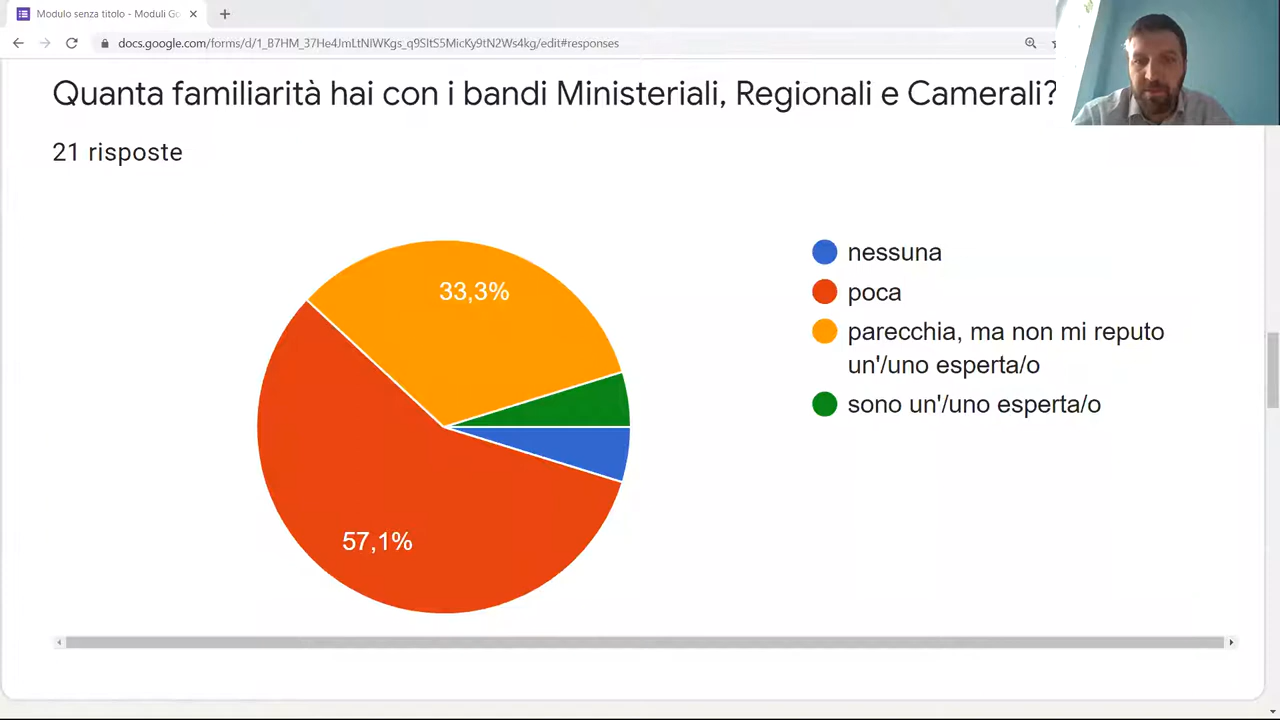 Modulo senza titolo - Moduli Go
docs.google.com/forms/d/1_B7HM_37He4JmLtNIWKgs_q9SItS5MicKy9tN2Ws4kg/edit#responses
Quanta familiarità hai con i bandi Ministeriali, Regionali e Camerali?
21 risposte
33,3%
57,1%
nessuna
poca
parecchia, ma non mi reputo
un'/uno esperta/o
sono un'/uno esperta/o